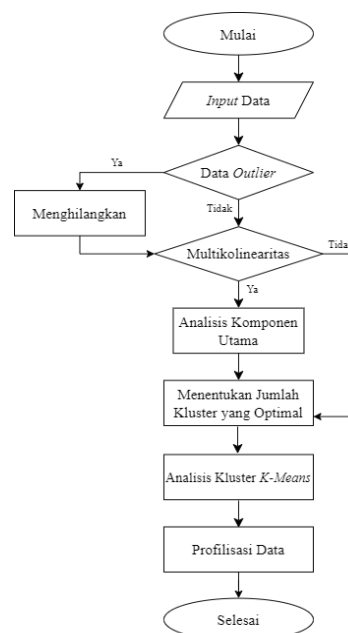 Mulai
Input Data
Ya
Data Outlier
Menghilangkan
Tidak
Multikolinearitas
Tidak
Ya
Analisis Komponen
Utama
Menentukan Jumlah
Kluster yang Optimal
Analisis Kluster K-Means
Profilisasi Data
Selesai